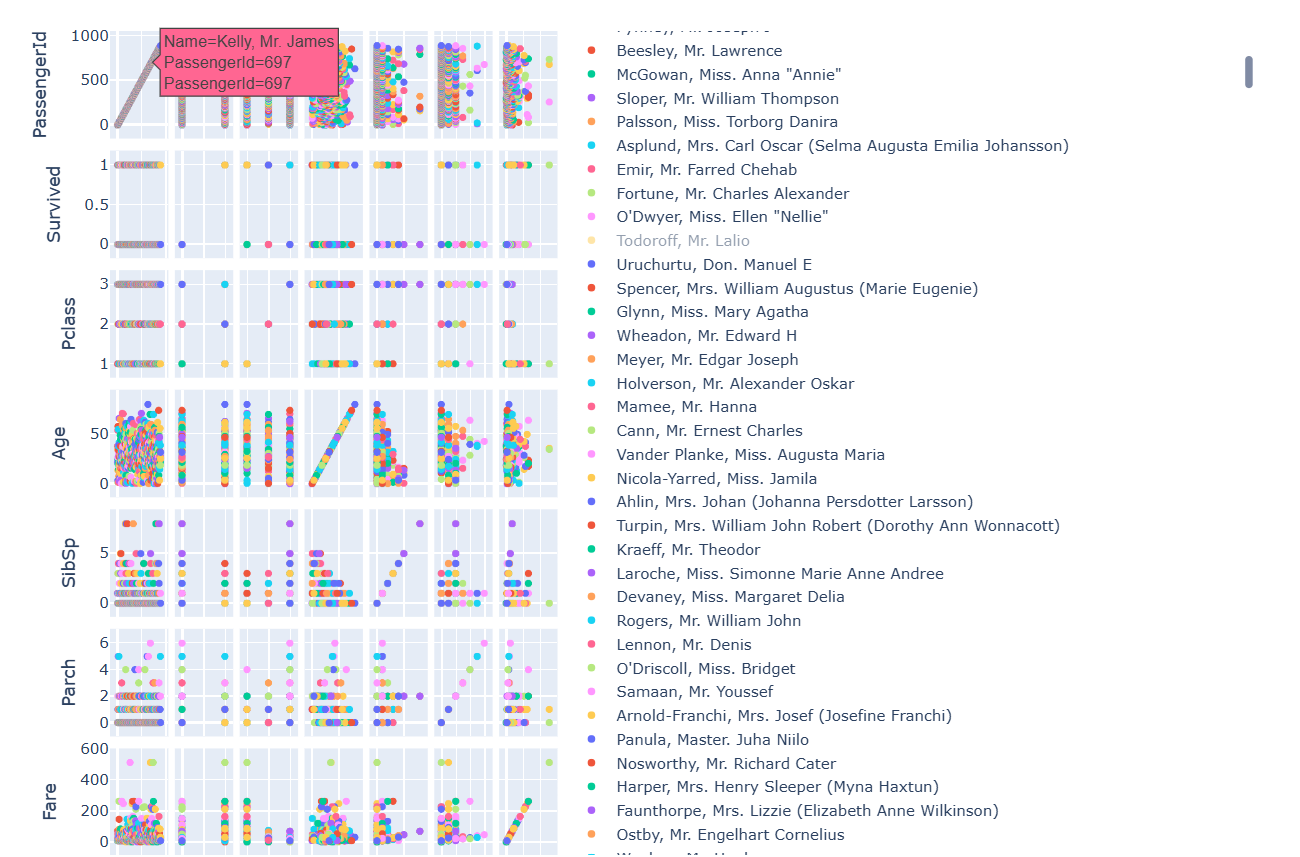 PassengerId
1000
500
0
Name=Kelly, Mr. James
PassengerId=697
PassengerId=697
Survived
1
0.5
0
Pclass
3
2
1
Age
50
0
SibSp
5
0
Parch
6
4
2
0
Fare
600
400
200
0
Beesley, Mr. Lawrence
McGowan, Miss. Anna "Annie"
Sloper, Mr. William Thompson
Palsson, Miss. Torborg Danira
Asplund, Mrs. Carl Oscar (Selma Augusta Emilia Johansson)
Emir, Mr. Farred Chehab
Fortune, Mr. Charles Alexander
O'Dwyer, Miss. Ellen "Nellie"
Todoroff, Mr. Lalio
Uruchurtu, Don. Manuel E
Spencer, Mrs. William Augustus (Marie Eugenie)
Glynn, Miss. Mary Agatha
Wheadon, Mr. Edward H
Meyer, Mr. Edgar Joseph
Holverson, Mr. Alexander Oskar
Mamee, Mr. Hanna
Cann, Mr. Ernest Charles
Vander Planke, Miss. Augusta Maria
Nicola-Yarred, Miss. Jamila
Ahlin, Mrs. Johan (Johanna Persdotter Larsson)
Turpin, Mrs. William John Robert (Dorothy Ann Wonnacott)
Kraeff, Mr. Theodor
Laroche, Miss. Simonne Marie Anne Andree
Devaney, Miss. Margaret Delia
Rogers, Mr. William John
Lennon, Mr. Denis
O'Driscoll, Miss. Bridget
Samaan, Mr. Youssef
Arnold-Franchi, Mrs. Josef (Josefine Franchi)
Panula, Master. Juha Niilo
Nosworthy, Mr. Richard Cater
Harper, Mrs. Henry Sleeper (Myna Haxtun)
Faunthorpe, Mrs. Lizzie (Elizabeth Anne Wilkinson)
Ostby, Mr. Engelhart Cornelius